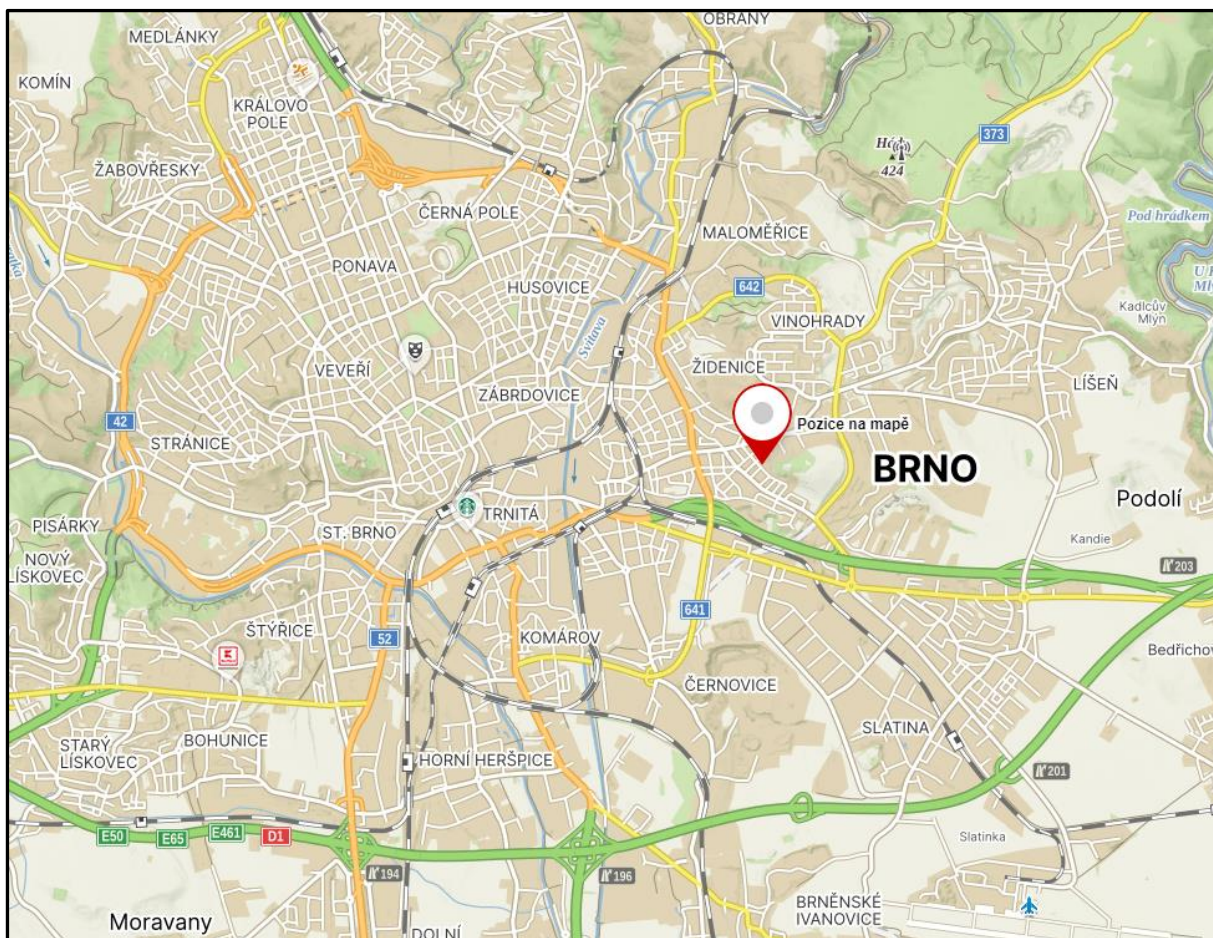 OBŘANY
MEDLÁNKY
KOMÍN
KRÁLOVO
POLE
373
424
ŽABOVŘESKY
ČERNÁ POLE
Pod hrádkem
MALOMĚŘICE
PONAVA
HUSOVICE
642
Kadlcův
Mlýn
VINOHRADY
Svitava
VEVEŘÍ
ŽIDENICE
LÍŠEŇ
ZÁBRDOVICE
42
Pozice na mapě
STRÁNICE
BRNO
Podolí
PISÁRKY
TRNITÁ
ST. BRNO
Kandie
NOVÝ
LÍSKOVEC
203
641
ŠTÝŘICE
52
KOMÁROV
Bedřichov
ČERNOVICE
SLATINA
STARÝ
LÍSKOVEC
BOHUNICE
HORNÍ HERŠPICE
201
E50
E65
E461
D1
Slatinka
194
196
BRNĚNSKÉ
IVANOVICE
Moravany
DOLNÍ